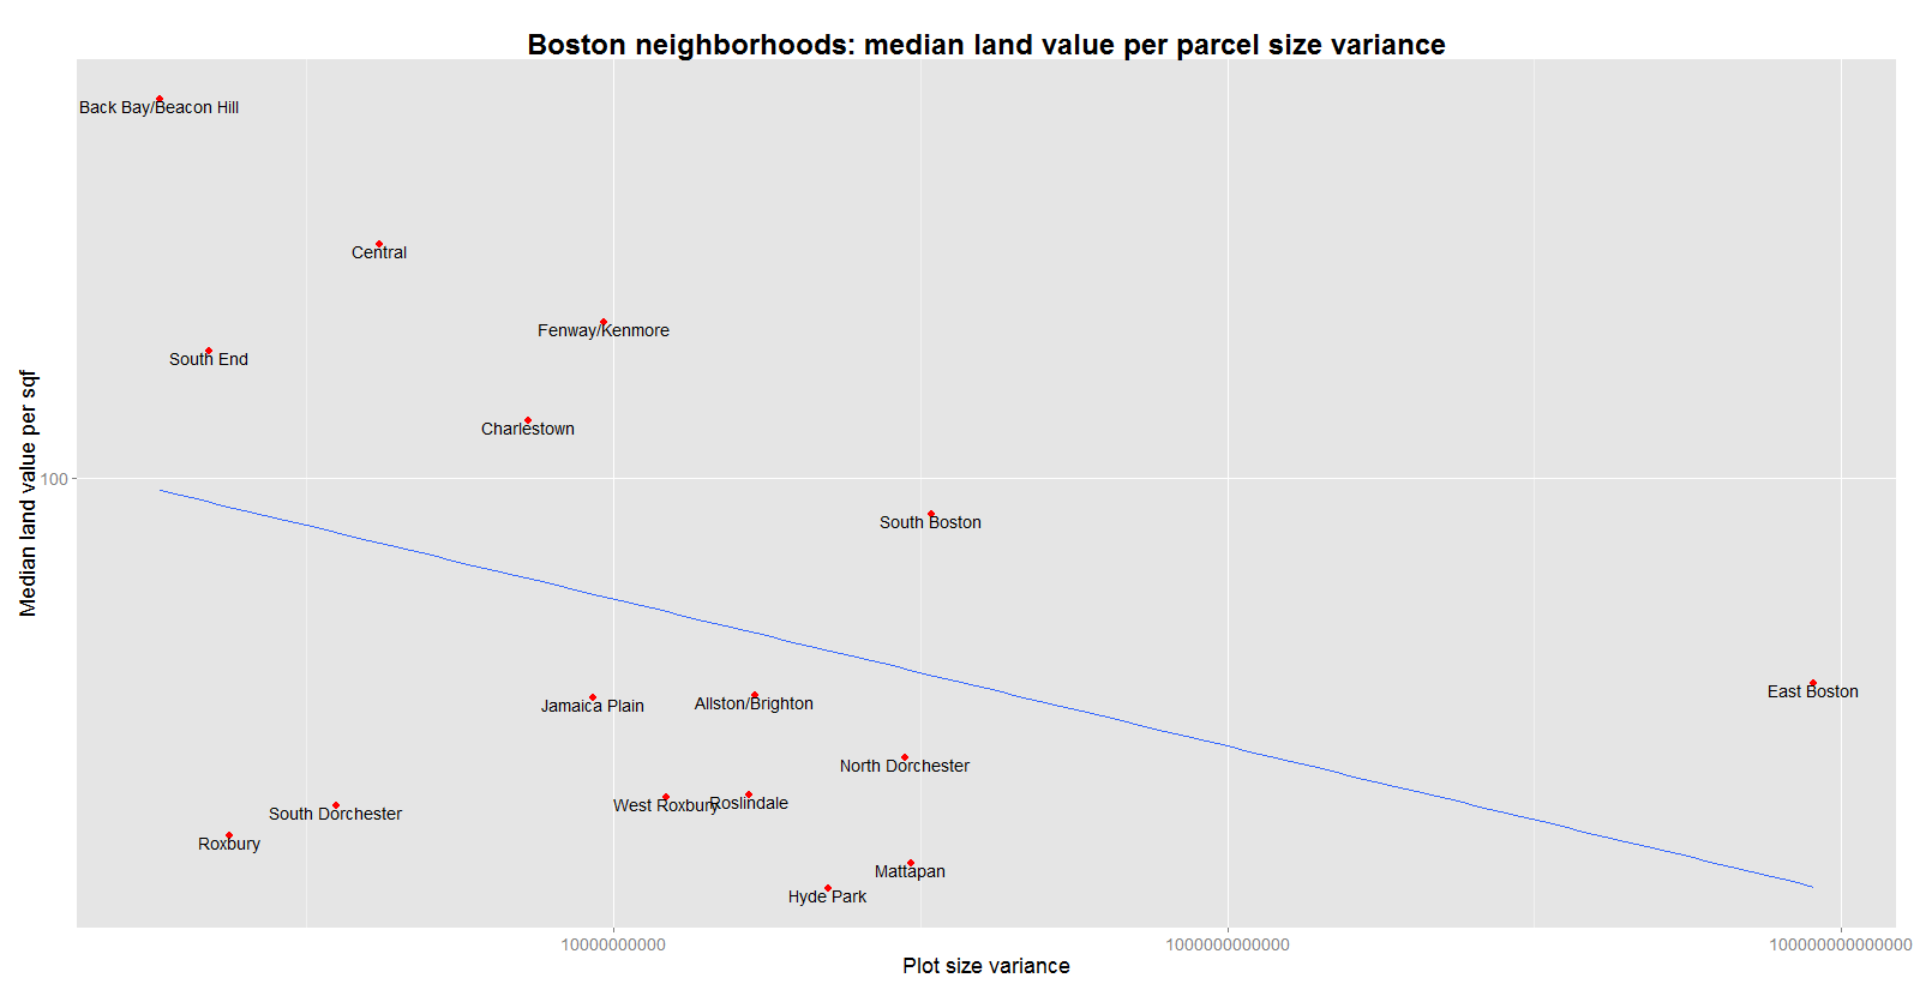 Boston neighborhoods: median land value per parcel size variance
Back Bay/Beacon Hill
Central
Fenway/Kenmore
South End
Charlestown
Median land value per sqf
100
South Boston
East Boston
Jamaica Plain
Allston/Brighton
North Dorchester
West Roxbury
Roslindale
South Dorchester
Roxbury
Mattapan
Hyde Park
10000000000
1000000000000
100000000000000
Plot size variance